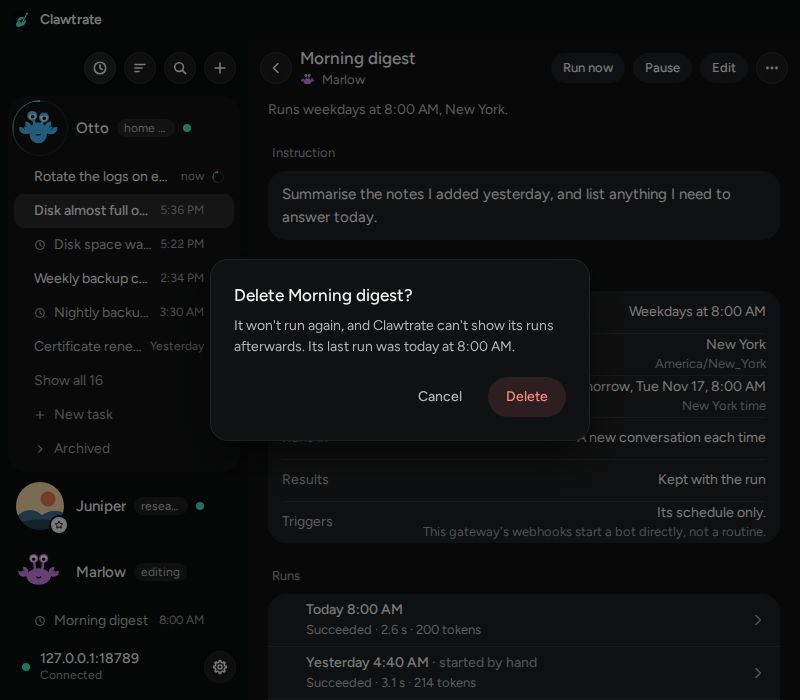 Clawtrate
Otto
home ...
Rotate the logs on e...
now
Disk almost full o...
5:36 PM
Disk space wa...
5:22 PM
Weekly backup c...
2:34 PM
Nightly backu...
3:30 AM
Certificate rene...
Yesterday
Show all 16
New task
Archived
Juniper
resea...
Marlow
editing
Morning digest
8:00 AM
127.0.0.1:18789
Connected
Morning digest
Marlow
Run now
Pause
Edit
Runs weekdays at 8:00 AM, New York.
Instruction
Summarise the notes I added yesterday, and list anything I need to
answer today.
Delete Morning digest?
It won't run again, and Clawtrate can't show its runs
afterwards. Its last run was today at 8:00 AM.
Cancel
Delete
Weekdays at 8:00 AM
New York
America/New_York
Tue Nov 17, 8:00 AM
New York time
A new conversation each time
Results
Kept with the run
Triggers
Its schedule only.
This gateway's webhooks start a bot directly, not a routine.
Runs
Today 8:00 AM
Succeeded · 2.6 s · 200 tokens
Yesterday 4:40 AM · started by hand
Succeeded · 3.1 s · 214 tokens